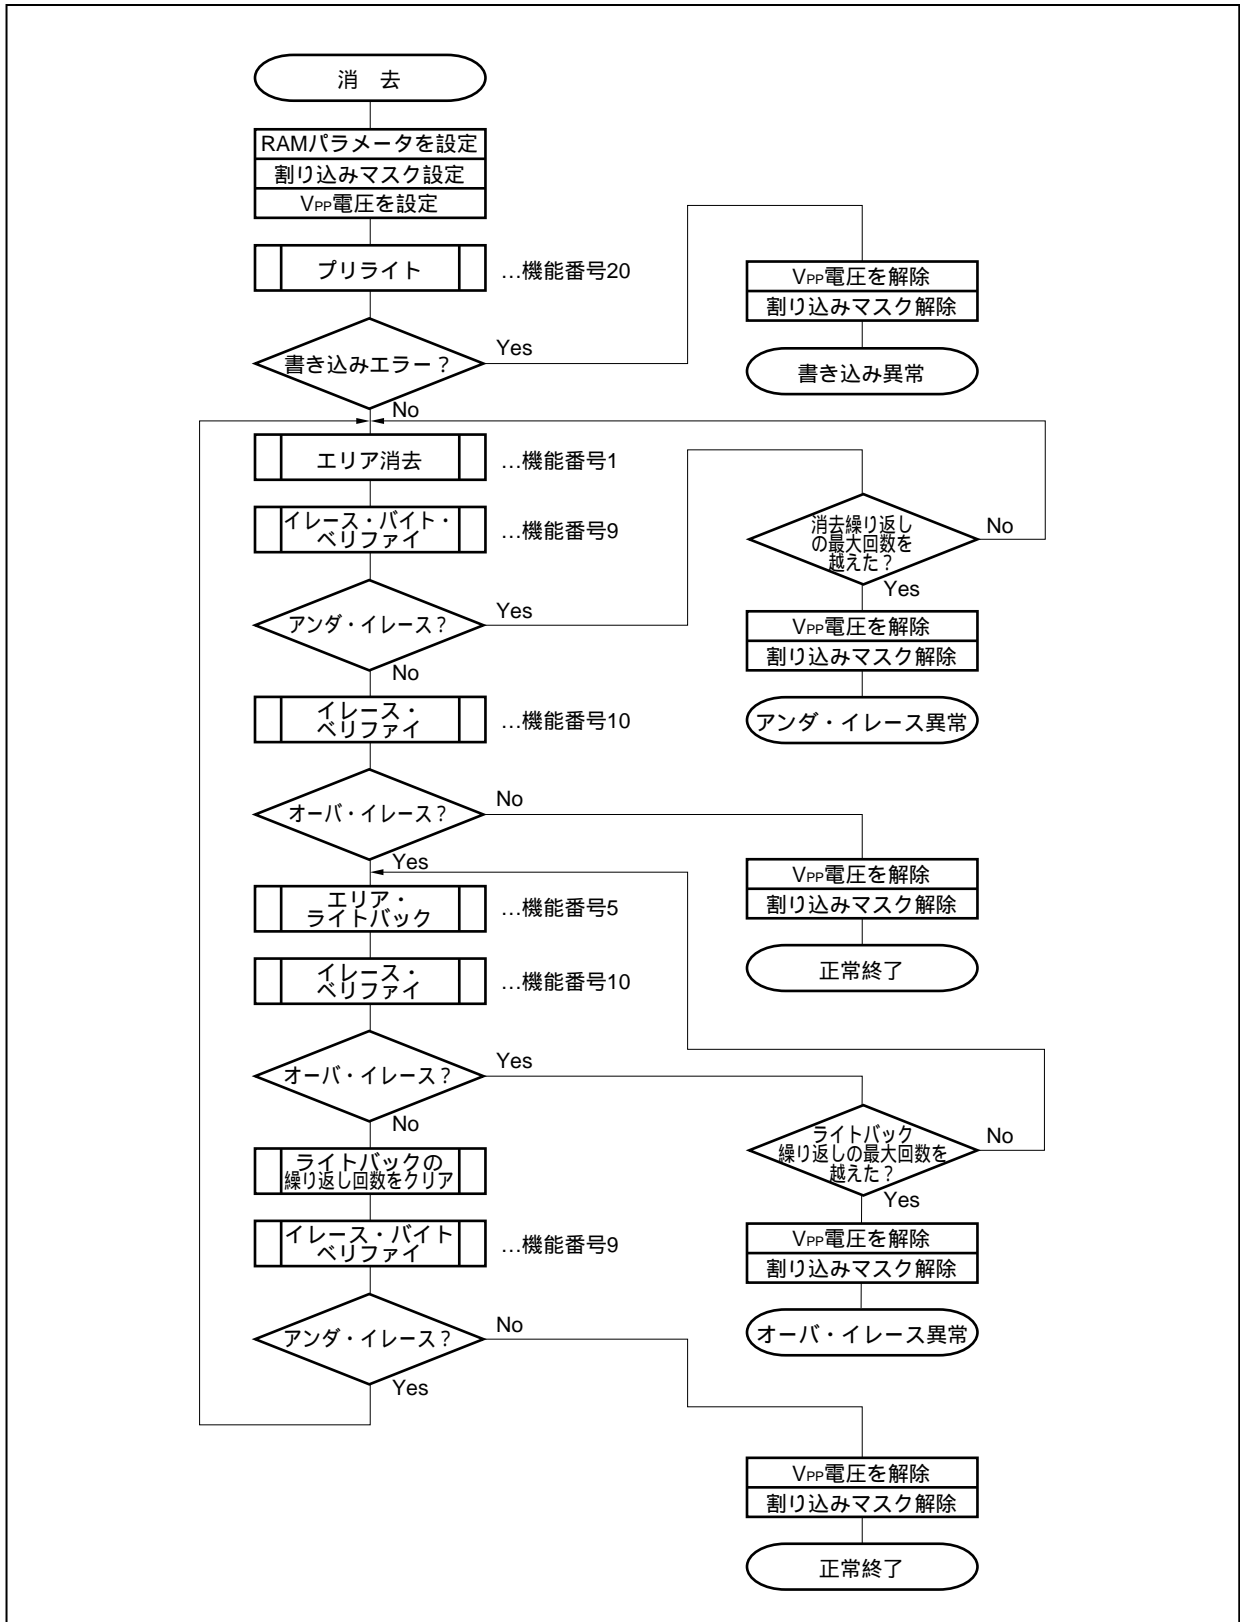 消 去
RAMパラメータを設定
割り込みマスク設定
VPP電圧を設定
プリライト
…機能番号20
VPP電圧を解除
割り込みマスク解除
書き込みエラー？
Yes
書き込み異常
No
エリア消去
…機能番号1
イレース・バイト・
ベリファイ
…機能番号9
消去繰り返し
の最大回数を
越えた？
No
Yes
アンダ・イレース？
Yes
VPP電圧を解除
割り込みマスク解除
No
イレース・
ベリファイ
…機能番号10
アンダ・イレース異常
オーバ・イレース？
No
Yes
VPP電圧を解除
割り込みマスク解除
エリア・
ライトバック
…機能番号5
正常終了
イレース・
ベリファイ
…機能番号10
オーバ・イレース？
Yes
No
ライトバック
繰り返しの最大回数を
越えた？
No
Yes
ライトバックの
繰り返し回数をクリア
イレース・バイト
ベリファイ
…機能番号9
VPP電圧を解除
割り込みマスク解除
アンダ・イレース？
No
オーバ・イレース異常
Yes
VPP電圧を解除
割り込みマスク解除
正常終了